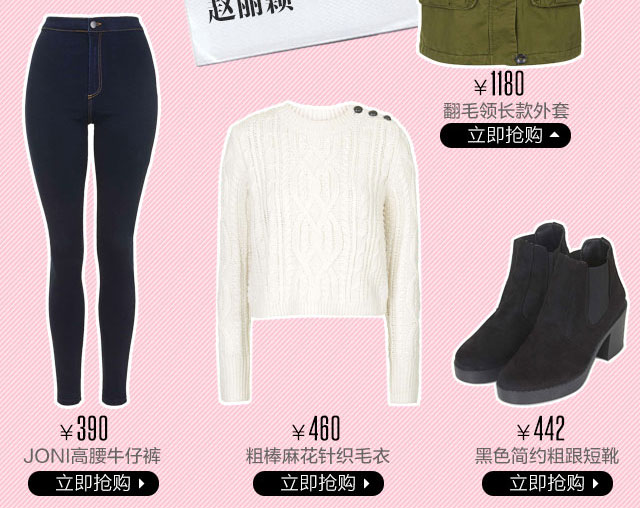 赵丽颖
￥1180
翻毛领长款外套
立即抢购
￥390
JONI高腰牛仔裤
立即抢购
￥460
粗棒麻花针织毛衣
立即抢购
￥442
黑色简约粗跟短靴
立即抢购